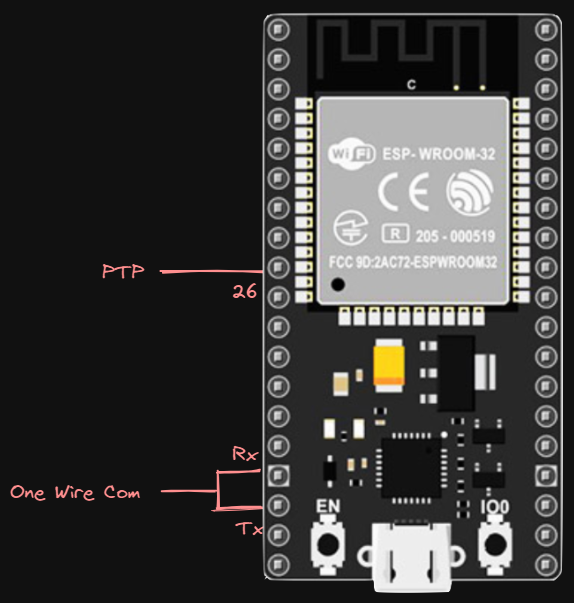 C
WiFi ESP- WROOM-32
CE
R 205 - 000519
FCC 9D:2AC72-ESPWROOM32
PTP
26
Rx
One Wire Com
Tx
EN
IO0